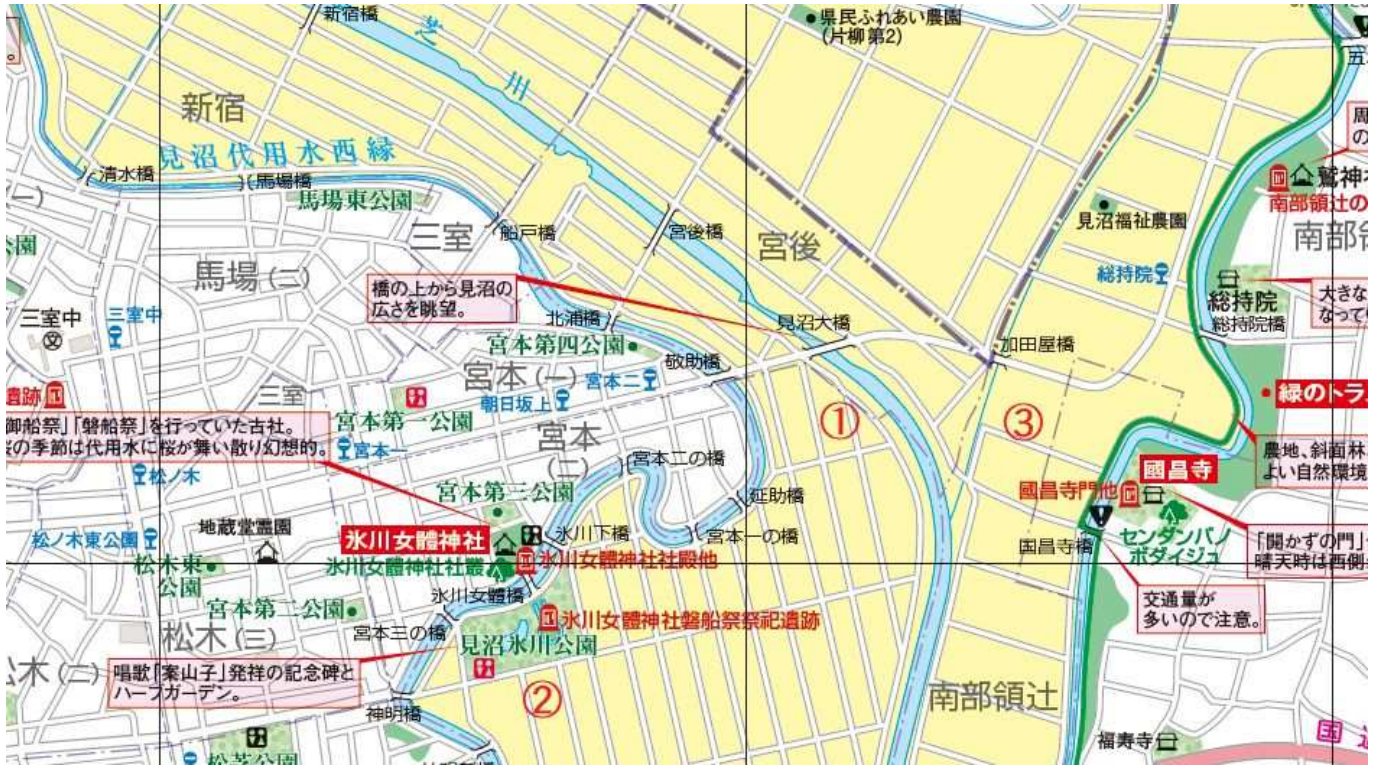 新宿橋
芝川
県民ふれあい農園
(片柳第2)
新宿
見沼代用水西縁
清水橋
馬場橋
馬場東公園
三室
船戸橋
宮後橋
宮後
見沼福祉農園
鷲神
南部領辻の
南部
馬場(二)
橋の上から見沼の
広さを眺望。
総持院
総持院
総持院橋
大きな
なって
三室中
三室中
北浦橋
見沼大橋
加田屋橋
宮本第四公園
敬助橋
宮本(一)
宮本二
朝日坂上
緑のトラ
遺跡
三室
宮本第一公園
①
③
御船祭」「磐船祭」を行っていた古社。
の季節は代用水に桜が舞い散り幻想的。
宮本一
宮本
(二)
農地、斜面林
よい自然環境
宮本二の橋
國昌寺
松ノ木
宮本第三公園
延助橋
國昌寺門他
地蔵堂霊園
氷川下橋
宮本一の橋
松ノ木東公園
氷川女體神社
国昌寺橋
センダンバノ
ボダイジュ
「開かずの門」
晴天時は西側
松木東
公園
氷川女體神社社叢
氷川女體神社社殿他
氷川女體橋
宮本第二公園
氷川女體神社磐船祭祭祀遺跡
交通量が
多いので注意。
宮本三の橋
松木(三)
見沼氷川公園
木(二)
唱歌「案山子」発祥の記念碑と
ハーブガーデン。
②
南部領辻
神明橋
福寿寺
国
松芝公園